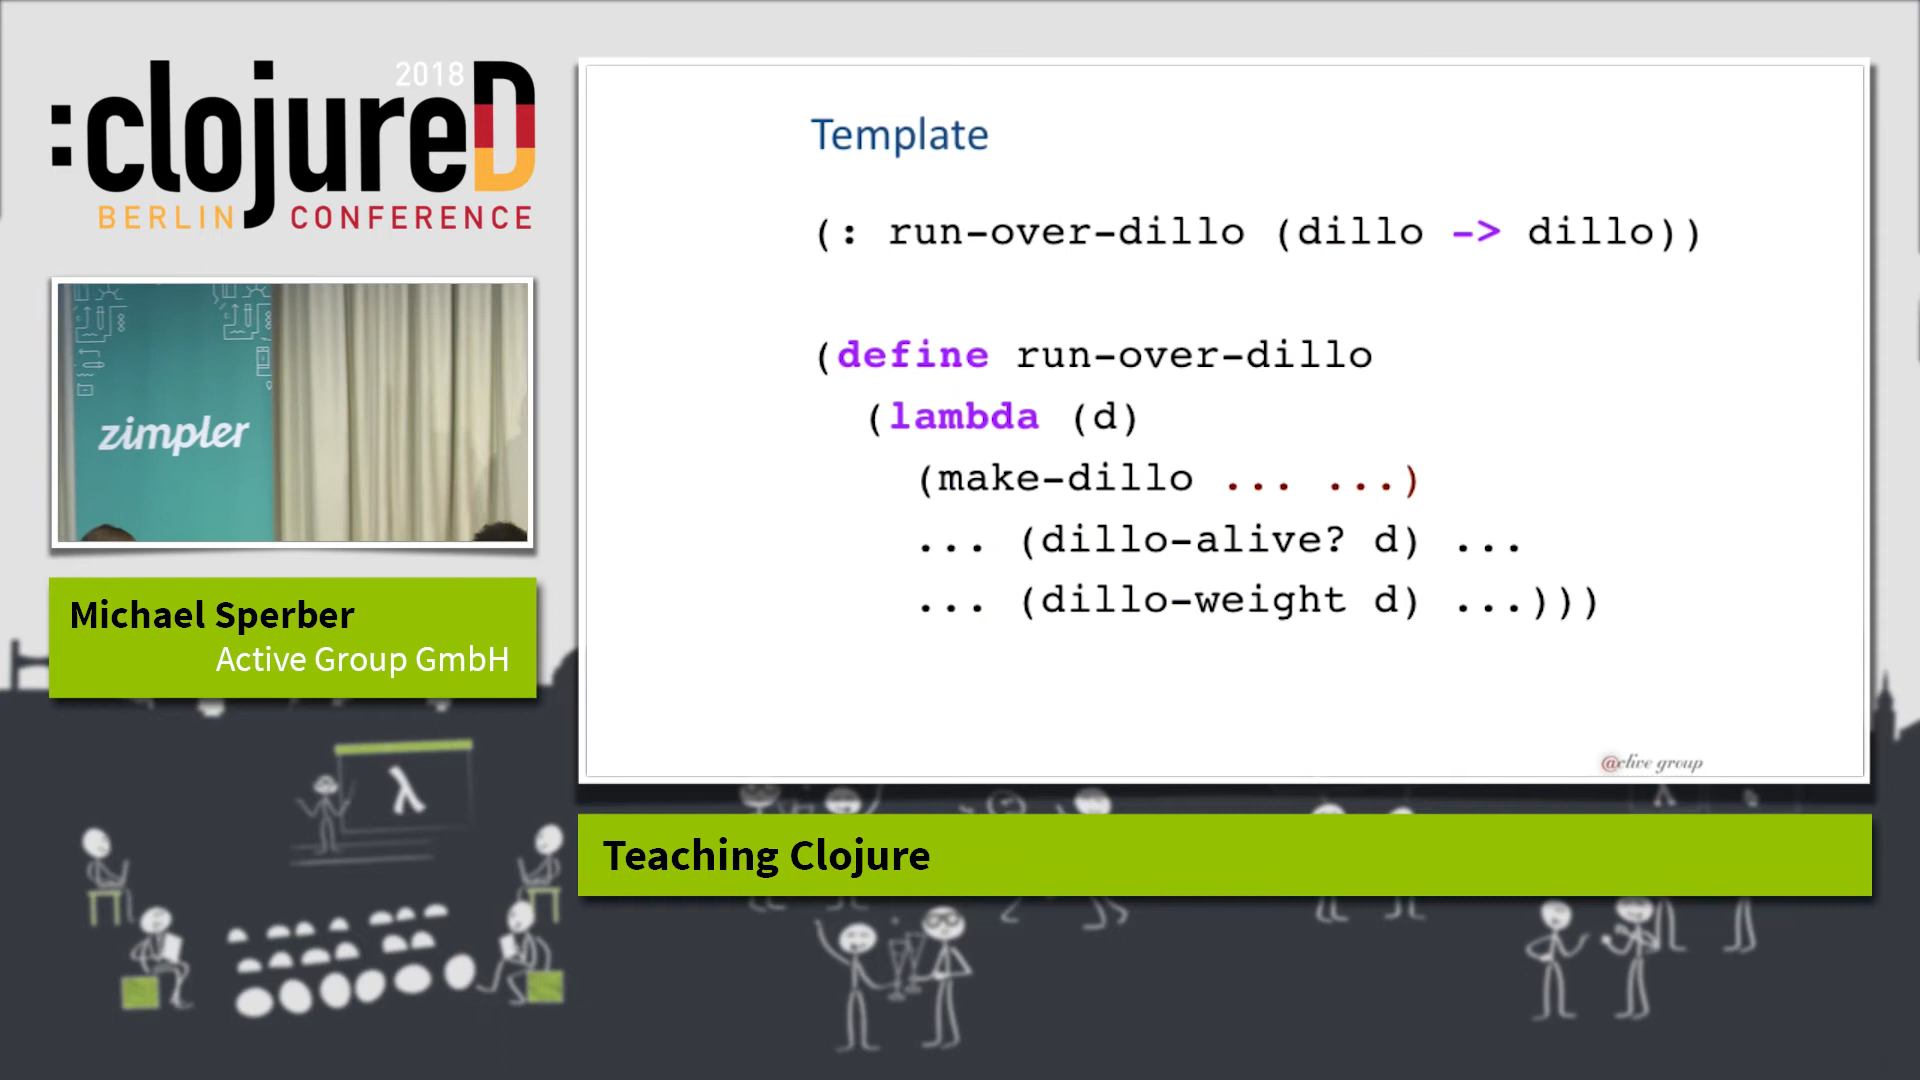 2018
:clojureD
BERLIN CONFERENCE
zimpler
Michael Sperber
Active Group GmbH
Template
(: run-over-dillo (dillo -> dillo))
(define run-over-dillo
(lambda (d)
(make-dillo ... ...)
... (dillo-alive? d) ...
... (dillo-weight d) ...)))
@ctive group
Teaching Clojure
λ